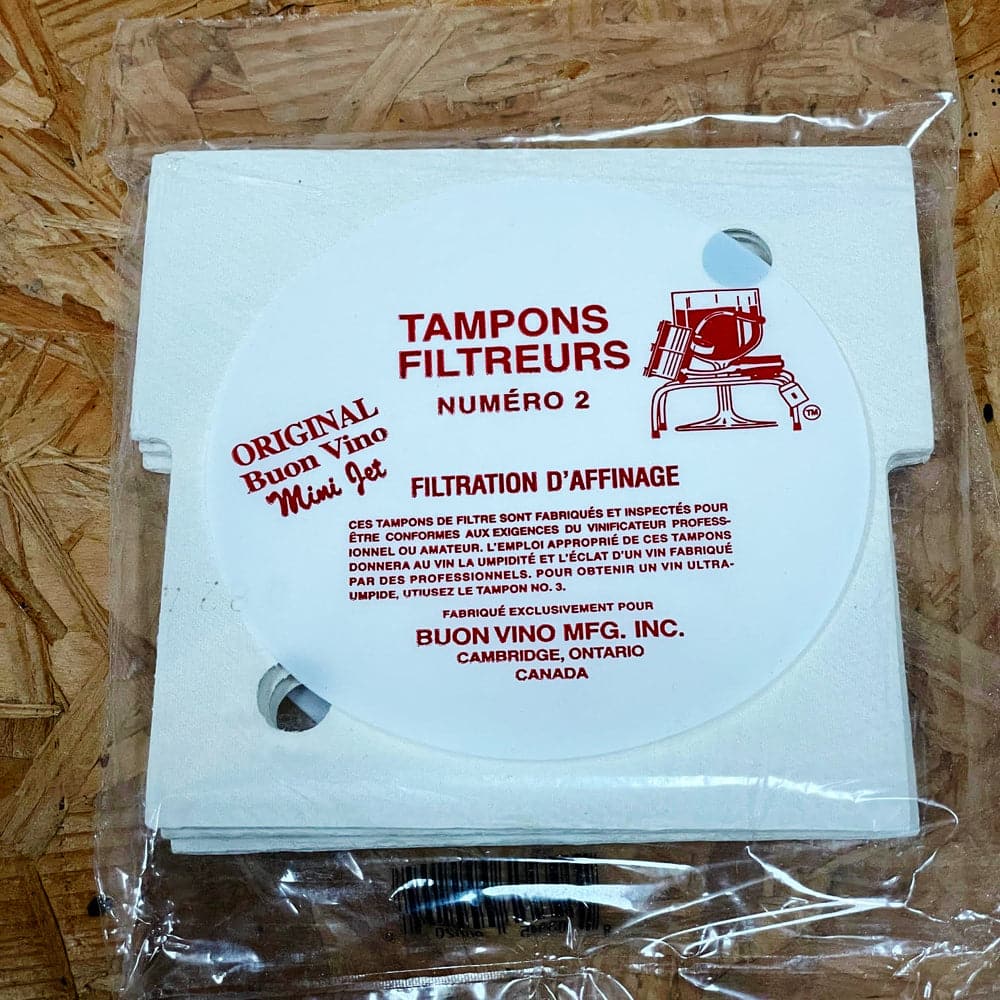 TAMPONS
FILTREURS
NUMÉRO 2
TM
ORIGINAL
Buon Vino
Mini Jet
FILTRATION D'AFFINAGE
CES TAMPONS DE FILTRE SONT FABRIQUÉS ET INSPECTÉS POUR
ÊTRE CONFORMES AUX EXIGENCES DU VINIFICATEUR PROFESS-
IONNEL OU AMATEUR. L'EMPLOI APPROPRIÉ DE CES TAMPONS
DONNERA AU VIN LA UMPIDITÉ ET L'ÉCLAT D'UN VIN FABRIQUÉ
PAR DES PROFESSIONNELS. POUR OBTENIR UN VIN ULTRA-
UMPIDE, UTIUSEZ LE TAMPON NO. 3.
FABRIQUÉ EXCLUSIVEMENT POUR
BUON VINO MFG. INC.
CAMBRIDGE, ONTARIO
CANADA